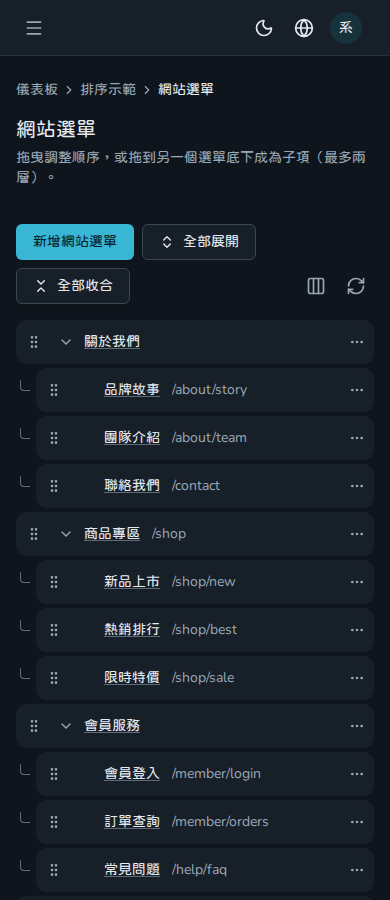 系
儀表板 > 排序示範 > 網站選單
網站選單
拖曳調整順序，或拖到另一個選單底下成為子項（最多兩
層）。
新增網站選單 全部展開
全部收合
關於我們
品牌故事 /about/story
團隊介紹 /about/team
聯絡我們 /contact
商品專區 /shop
新品上市 /shop/new
熱銷排行 /shop/best
限時特價 /shop/sale
會員服務
會員登入 /member/login
訂單查詢 /member/orders
常見問題 /help/faq